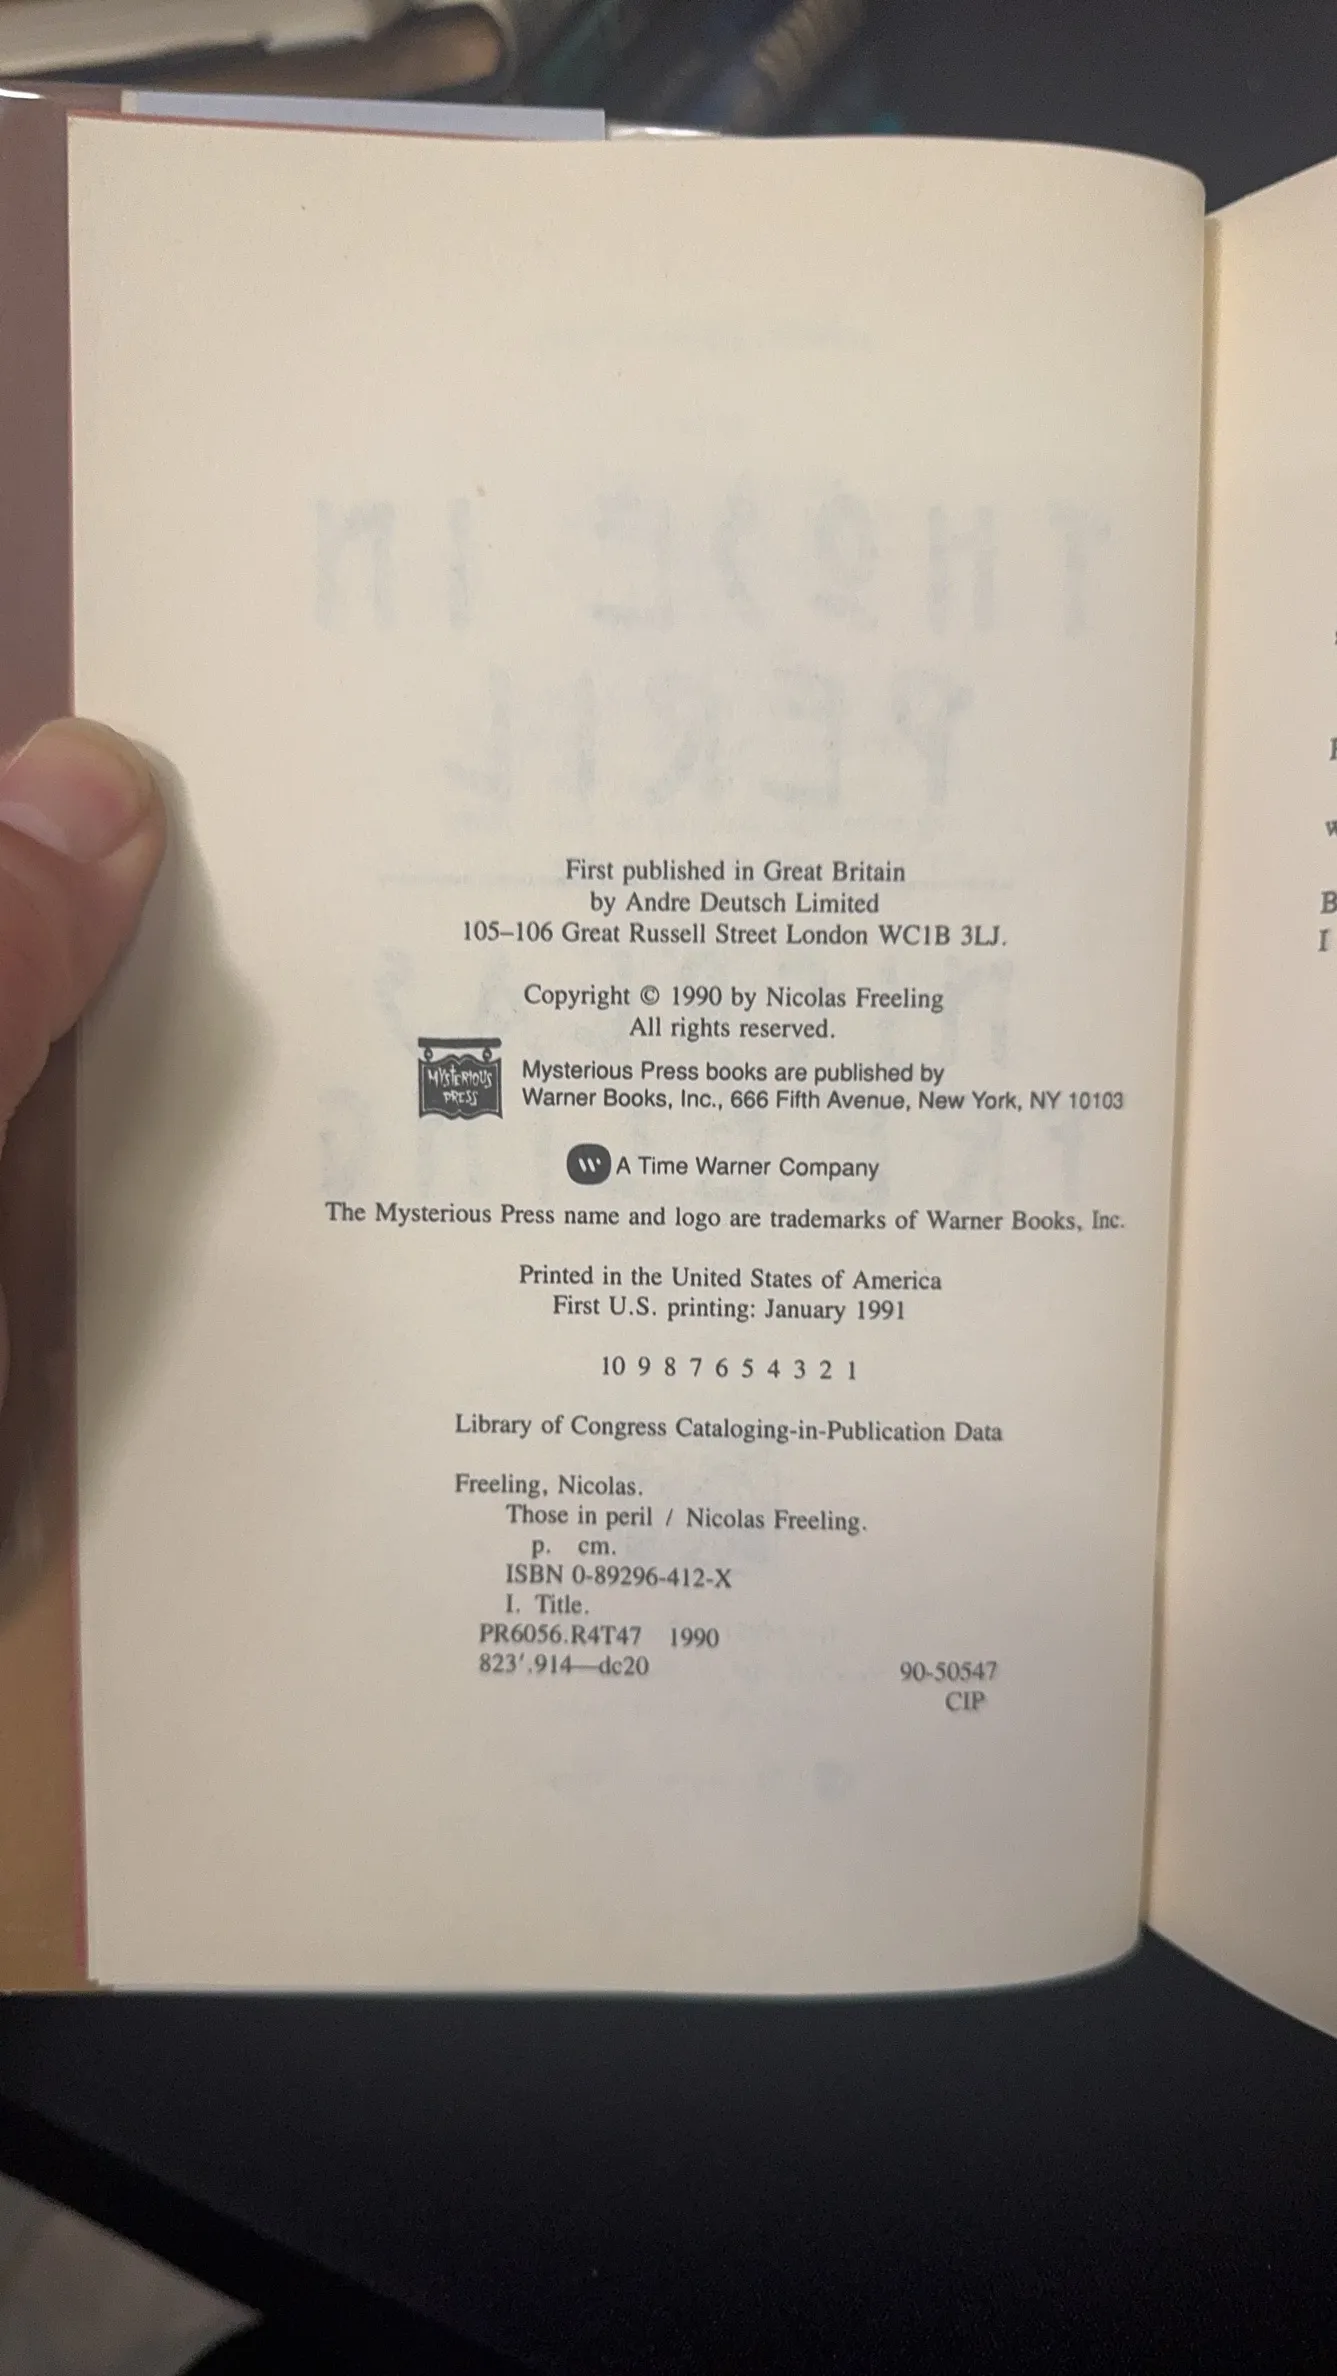 First published in Great Britain
by Andre Deutsch Limited
105–106 Great Russell Street London WC1B 3LJ.
Copyright © 1990 by Nicolas Freeling
All rights reserved.
MYSTERIOUS
PRESS
Mysterious Press books are published by
Warner Books, Inc., 666 Fifth Avenue, New York, NY 10103
W A Time Warner Company
The Mysterious Press name and logo are trademarks of Warner Books, Inc.
Printed in the United States of America
First U.S. printing: January 1991
10 9 8 7 6 5 4 3 2 1
Library of Congress Cataloging-in-Publication Data
Freeling, Nicolas.
Those in peril / Nicolas Freeling.
p. cm.
ISBN 0-89296-412-X
I. Title.
PR6056.R4T47 1990
823′.914—dc20
90-50547
CIP